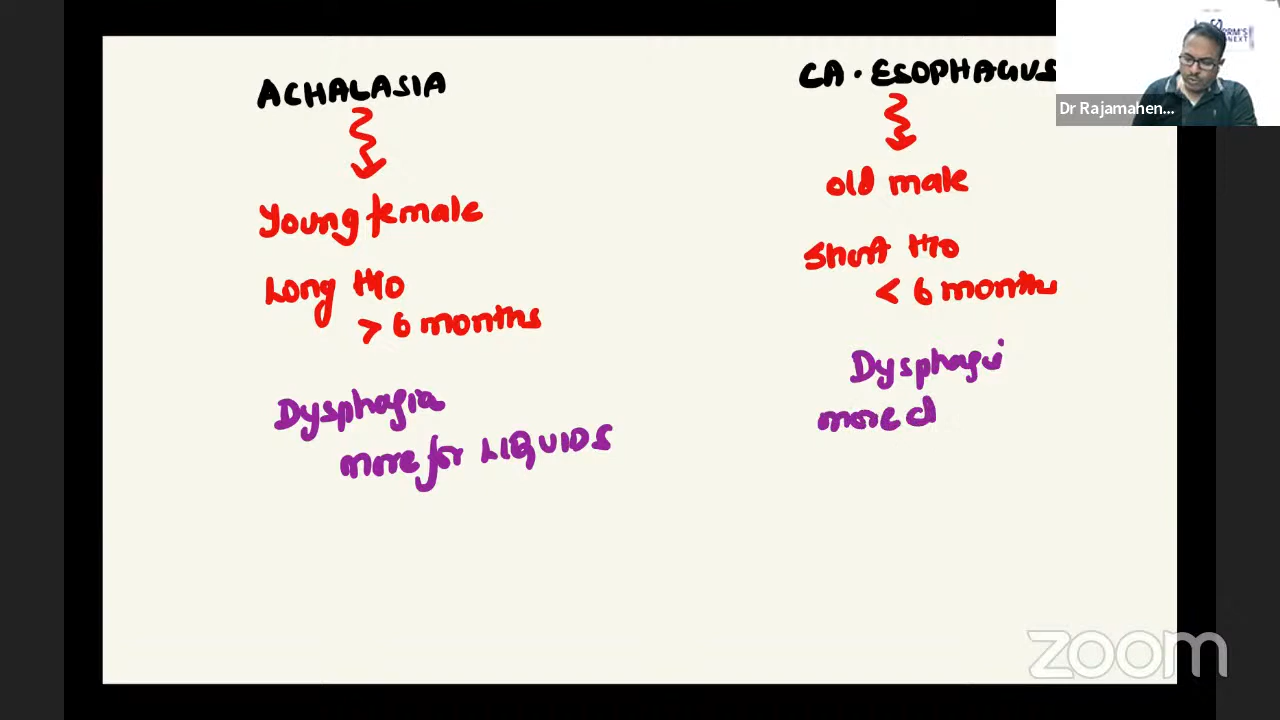 ACHALASIA
Young female
Long H/O
> 6 months
Dysphagia
more for LIQUIDS
CA. ESOPHAGUS
old male
Short H/O
< 6 months
Dysphagi
more
Dr Rajamahen...
zoom